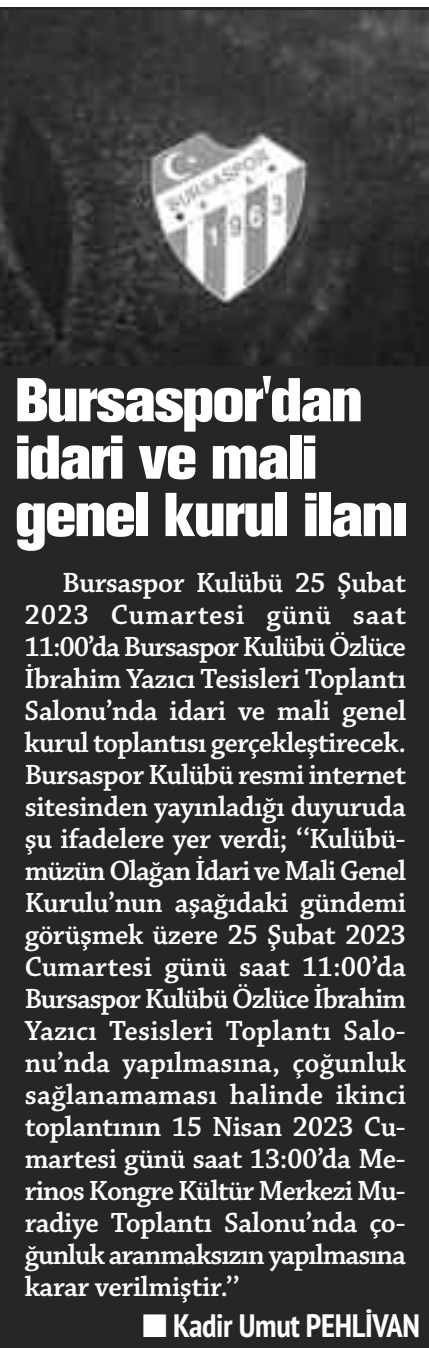 BURSASPOR
1963
Bursaspor'dan
idari ve mali
genel kurul ilanı
Bursaspor Kulübü 25 Şubat
2023 Cumartesi günü saat
11:00’da Bursaspor Kulübü Özlüce
İbrahim Yazıcı Tesisleri Toplantı
Salonu’nda idari ve mali genel
kurul toplantısı gerçekleştirecek.
Bursaspor Kulübü resmi internet
sitesinden yayınladığı duyuruda
şu ifadelere yer verdi; ‘‘Kulübü-
müzün Olağan İdari ve Mali Genel
Kurulu’nun aşağıdaki gündemi
görüşmek üzere 25 Şubat 2023
Cumartesi günü saat 11:00’da
Bursaspor Kulübü Özlüce İbrahim
Yazıcı Tesisleri Toplantı Salo-
nu’nda yapılmasına, çoğunluk
sağlanamaması halinde ikinci
toplantının 15 Nisan 2023 Cu-
martesi günü saat 13:00’da Me-
rinos Kongre Kültür Merkezi Mu-
radiye Toplantı Salonu’nda ço-
ğunluk aranmaksızın yapılmasına
karar verilmiştir.’’
■ Kadir Umut PEHLİVAN